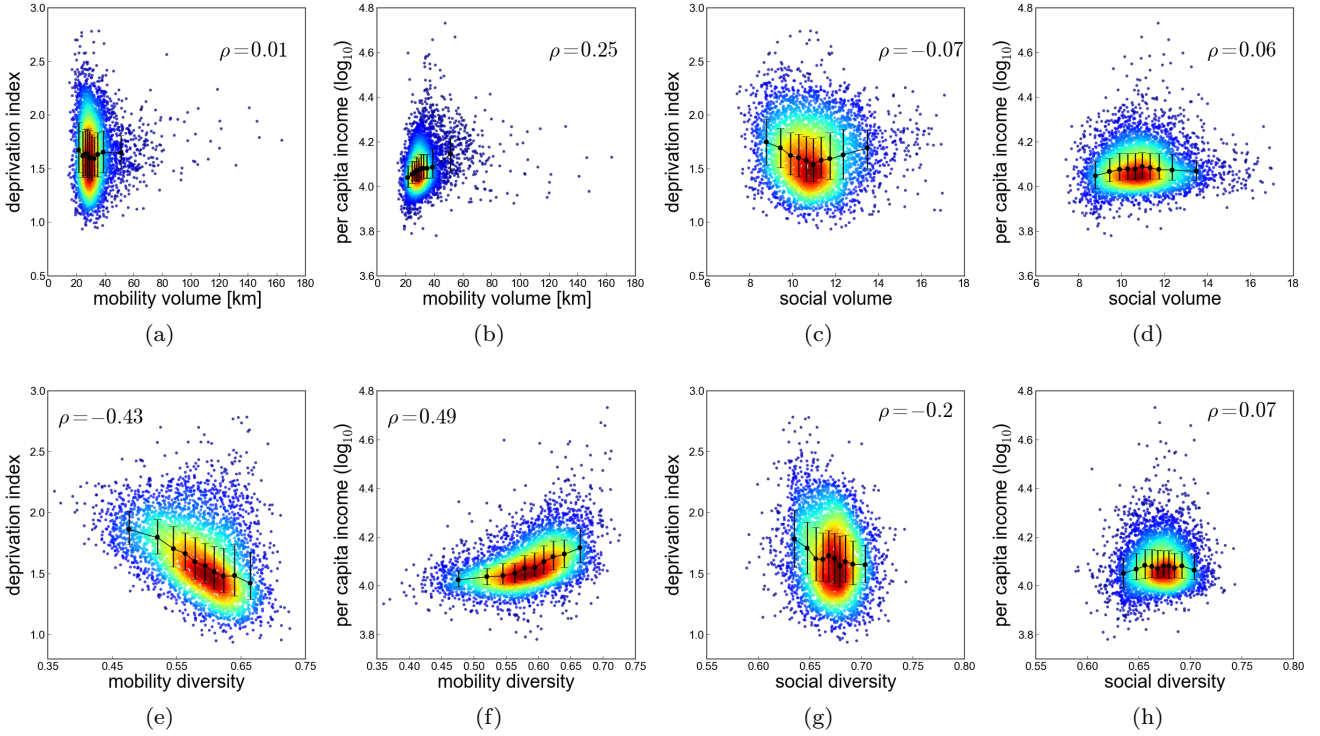 3.0
2.5
2.0
1.5
1.0
0.5
deprivation index
ρ=0.01
0 20 40 60 80 100 120 140 160 180
mobility volume [km]
(a)
4.8
4.6
4.4
4.2
4.0
3.8
3.6
per capita income (log10)
ρ=0.25
0 20 40 60 80 100 120 140 160 180
mobility volume [km]
(b)
3.0
2.5
2.0
1.5
1.0
0.5
deprivation index
ρ=−0.07
6 8 10 12 14 16 18
social volume
(c)
4.8
4.6
4.4
4.2
4.0
3.8
3.6
per capita income (log10)
ρ=0.06
6 8 10 12 14 16 18
social volume
(d)
3.0
2.5
2.0
1.5
1.0
deprivation index
ρ=−0.43
0.35 0.45 0.55 0.65 0.75
mobility diversity
(e)
4.8
4.6
4.4
4.2
4.0
3.8
per capita income (log10)
ρ=0.49
0.35 0.40 0.45 0.50 0.55 0.60 0.65 0.70 0.75
mobility diversity
(f)
3.0
2.5
2.0
1.5
1.0
deprivation index
ρ=−0.2
0.55 0.60 0.65 0.70 0.75 0.80
social diversity
(g)
4.8
4.6
4.4
4.2
4.0
3.8
3.6
per capita income (log10)
ρ=0.07
0.55 0.60 0.65 0.70 0.75 0.80
social diversity
(h)